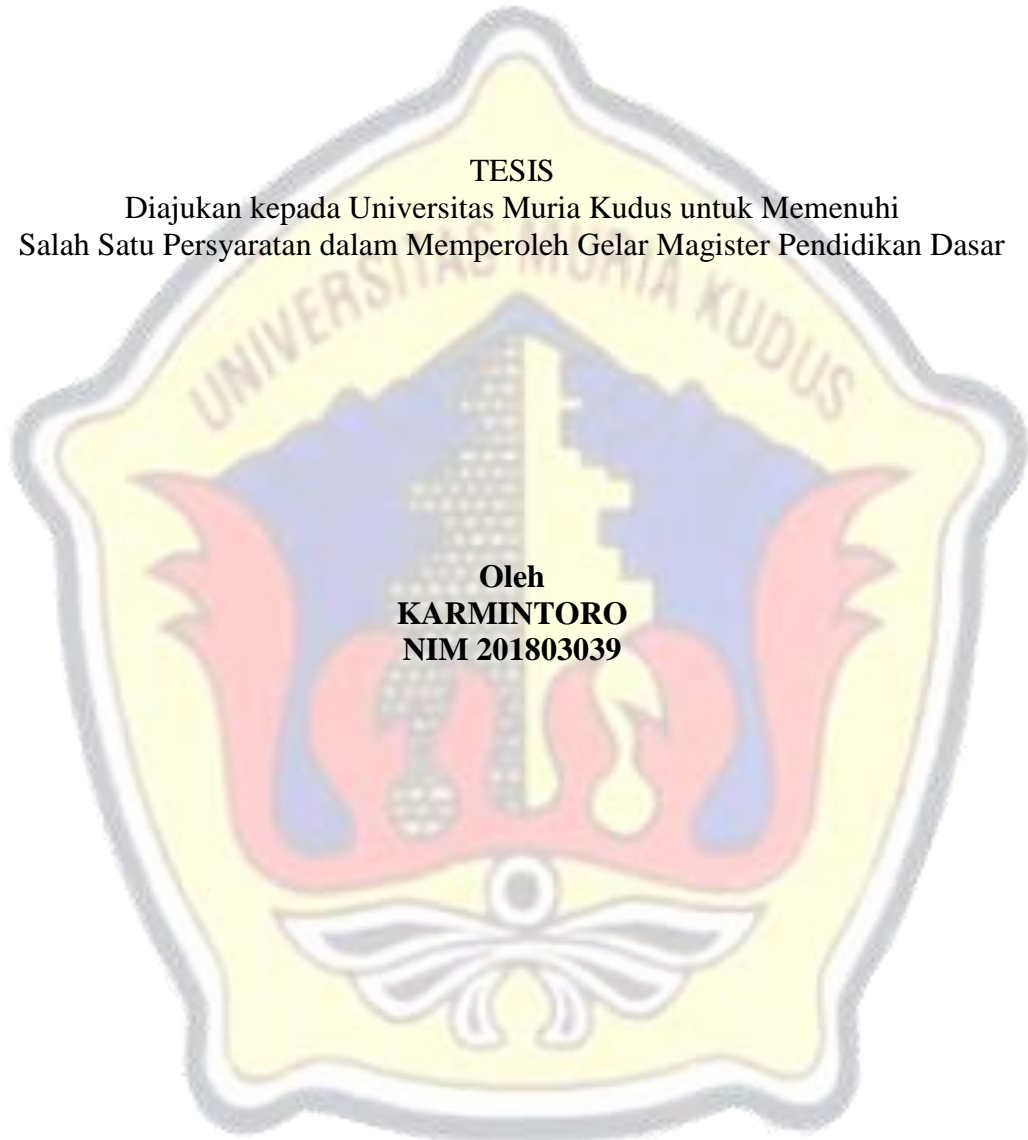 TESIS
Diajukan kepada Universitas Muria Kudus untuk Memenuhi
Salah Satu Persyaratan dalam Memperoleh Gelar Magister Pendidikan Dasar
UNIVERSITAS MURIA KUDUS
Oleh
KARMINTORO
NIM 201803039